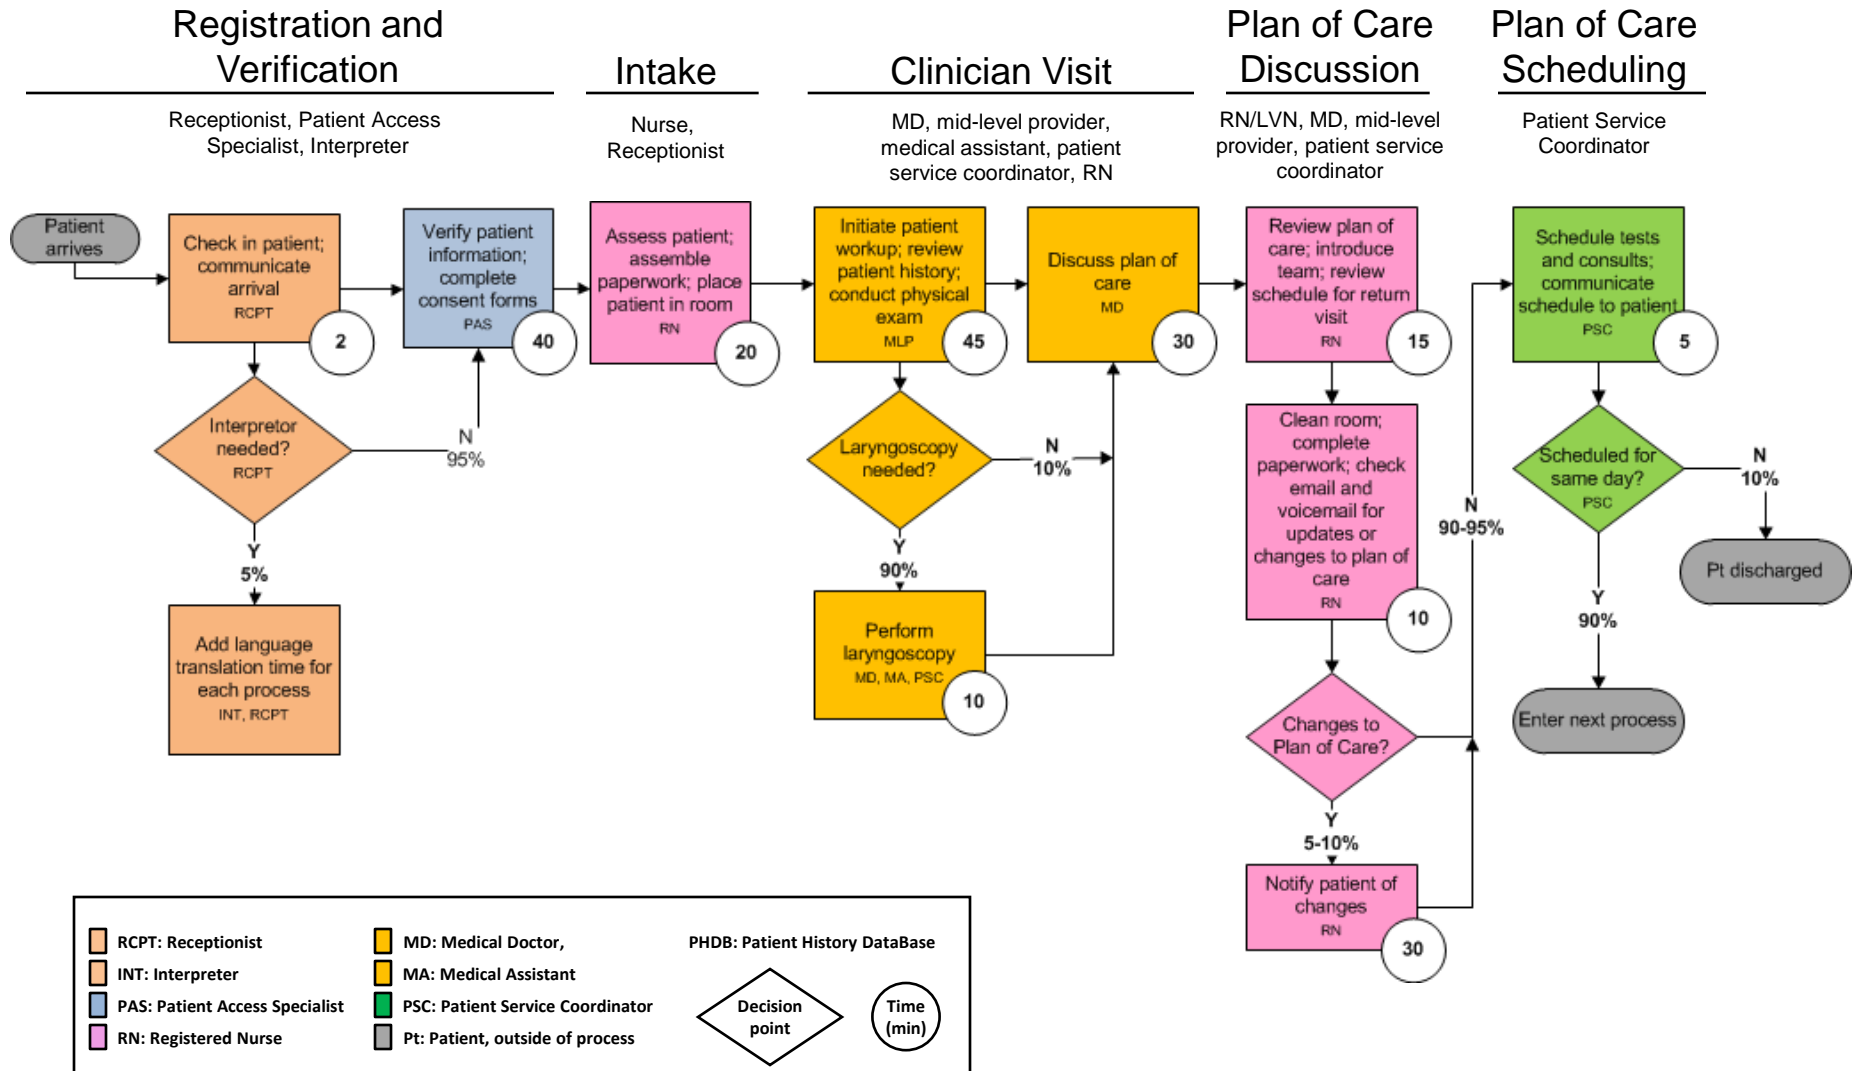 Registration and
Verification
Intake
Clinician Visit
Plan of Care
Discussion
Plan of Care
Scheduling
Receptionist, Patient Access
Specialist, Interpreter
Nurse,
Receptionist
MD, mid-level provider,
medical assistant, patient
service coordinator, RN
RN/LVN, MD, mid-level
provider, patient service
coordinator
Patient Service
Coordinator
Patient
arrives
Check in patient;
communicate
arrival
RCPT
2
Verify patient
information;
complete
consent forms
PAS
40
Assess patient;
assemble
paperwork; place
patient in room
RN
20
Initiate patient
workup; review
patient history;
conduct physical
exam
MLP
45
Discuss plan of
care
MD
30
Review plan of
care; introduce
team; review
schedule for return
visit
RN
15
Schedule tests
and consults;
communicate
schedule to patient
PSC
5
Interpretor
needed?
RCPT
N
95%
Y
5%
Add language
translation time for
each process
INT, RCPT
Laryngoscopy
needed?
N
10%
Y
90%
Perform
laryngoscopy
MD, MA, PSC
10
Clean room;
complete
paperwork; check
email and
voicemail for
updates or
changes to plan of
care
RN
10
Changes to
Plan of Care?
N
90-95%
Y
5-10%
Notify patient of
changes
RN
30
Scheduled for
same day?
PSC
N
10%
Pt discharged
Y
90%
Enter next process
RCPT: Receptionist
INT: Interpreter
PAS: Patient Access Specialist
RN: Registered Nurse
MD: Medical Doctor,
MA: Medical Assistant
PSC: Patient Service Coordinator
Pt: Patient, outside of process
PHDB: Patient History DataBase
Decision
point
Time
(min)